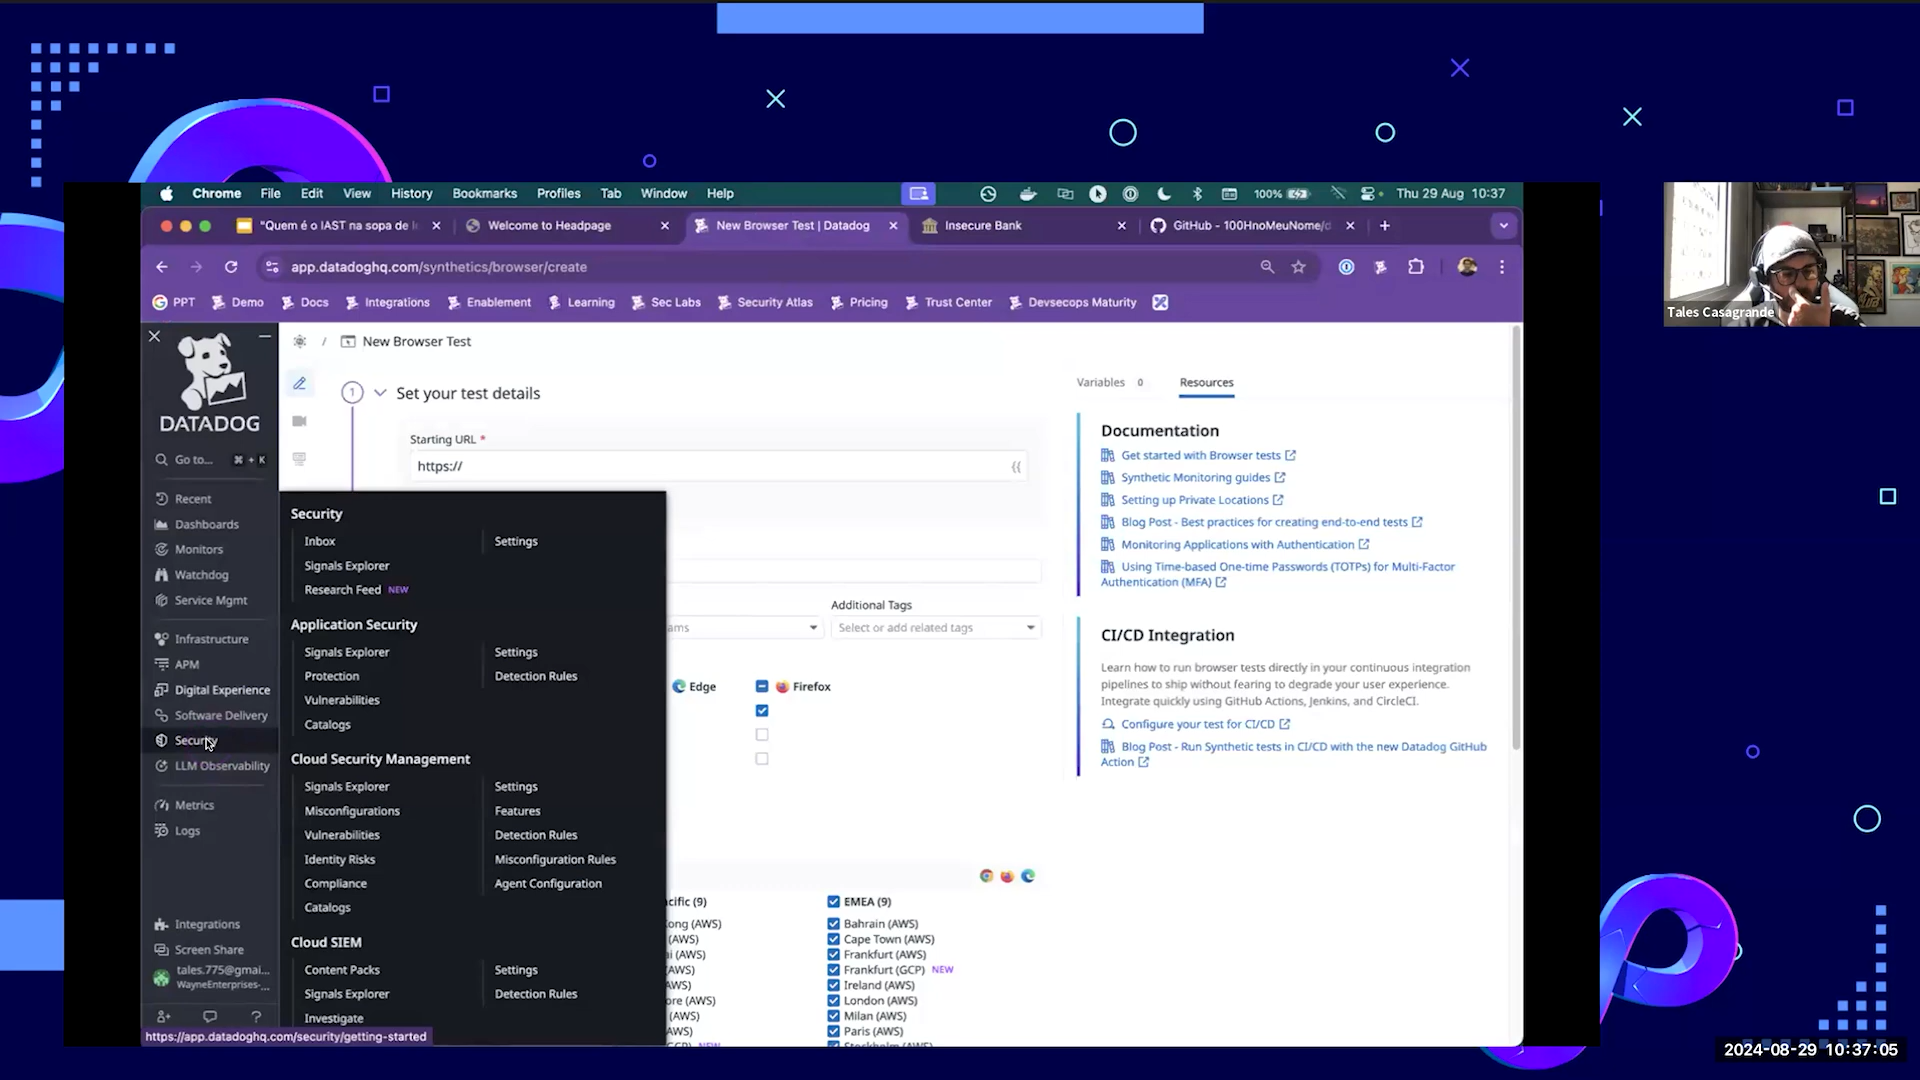 Chrome File Edit View History Bookmarks Profiles Tab Window Help 100% Thu 29 Aug 10:37
"Quem é o IAST na sopa de
Welcome to Headpage
New Browser Test | Datadog
Insecure Bank
GitHub - 100HnoMeuNome/d
app.datadoghq.com/synthetics/browser/create
PPT Demo Docs Integrations Enablement Learning Sec Labs Security Atlas Pricing Trust Center Devsecops Maturity
Tales Casagrande
DATADOG
Go to... ⌘ + K
Recent
Dashboards
Monitors
Watchdog
Service Mgmt
Infrastructure
APM
Digital Experience
Software Delivery
Security
LLM Observability
Metrics
Logs
Integrations
Screen Share
tales.775@gmai...
WayneEnterprises-...
https://app.datadoghq.com/security/getting-started
/ New Browser Test
1 Set your test details
Starting URL *
https:// {{
Security
Inbox
Signals Explorer
Research Feed NEW
Settings
Application Security
Signals Explorer
Protection
Vulnerabilities
Catalogs
Settings
Detection Rules
Cloud Security Management
Signals Explorer
Misconfigurations
Vulnerabilities
Identity Risks
Compliance
Catalogs
Settings
Features
Detection Rules
Misconfiguration Rules
Agent Configuration
Cloud SIEM
Content Packs
Signals Explorer
Investigate
Settings
Detection Rules
Additional Tags
Select or add related tags
Edge
Firefox
(9)
(AWS)
(AWS)
(AWS)
(AWS)
EMEA (9)
Bahrain (AWS)
Cape Town (AWS)
Frankfurt (AWS)
Frankfurt (GCP) NEW
Ireland (AWS)
London (AWS)
Milan (AWS)
Paris (AWS)
Stockholm (AWS)
Variables 0 Resources
Documentation
Get started with Browser tests
Synthetic Monitoring guides
Setting up Private Locations
Blog Post - Best practices for creating end-to-end tests
Monitoring Applications with Authentication
Using Time-based One-time Passwords (TOTPs) for Multi-Factor
Authentication (MFA)
CI/CD Integration
Learn how to run browser tests directly in your continuous integration
pipelines to ship without fearing to degrade your user experience.
Integrate quickly using GitHub Actions, Jenkins, and CircleCI.
Configure your test for CI/CD
Blog Post - Run Synthetic tests in CI/CD with the new Datadog GitHub
Action
2024-08-29 10:37:05